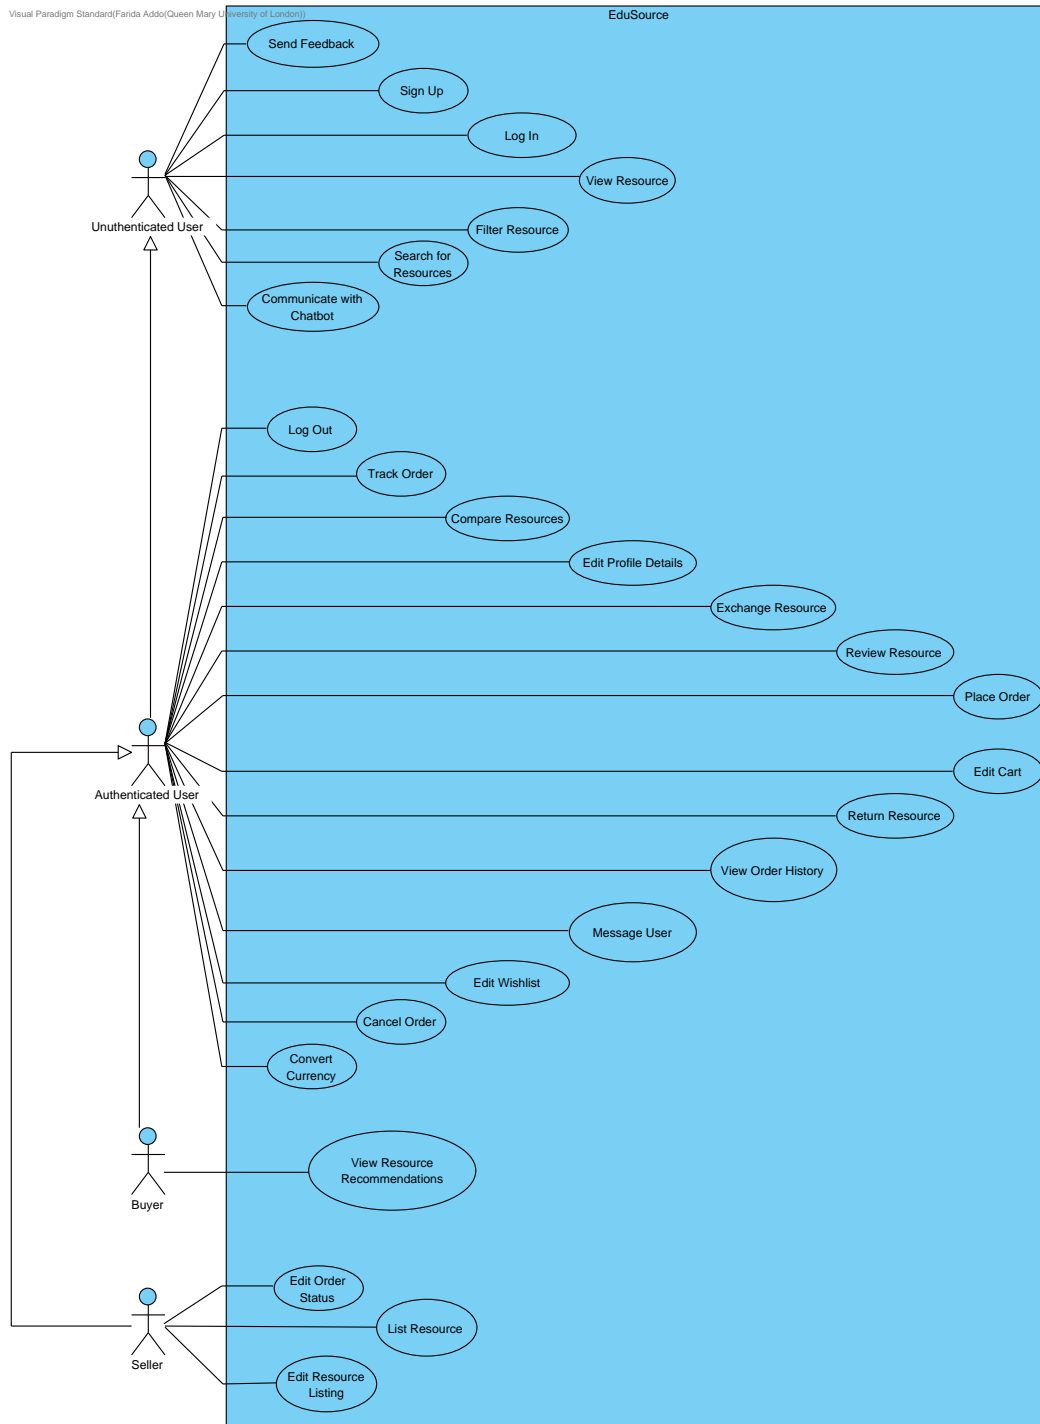 Visual Paradigm Standard(Farida Addo(Queen Mary University of London))
EduSource
Send Feedback
Sign Up
Log In
View Resource
Unuthenticated User
Filter Resource
Search for
Resources
Communicate with
Chatbot
Log Out
Track Order
Compare Resources
Edit Profile Details
Exchange Resource
Review Resource
Place Order
Edit Cart
Authenticated User
Return Resource
View Order History
Message User
Edit Wishlist
Cancel Order
Convert
Currency
View Resource
Recommendations
Buyer
Edit Order
Status
List Resource
Seller
Edit Resource
Listing